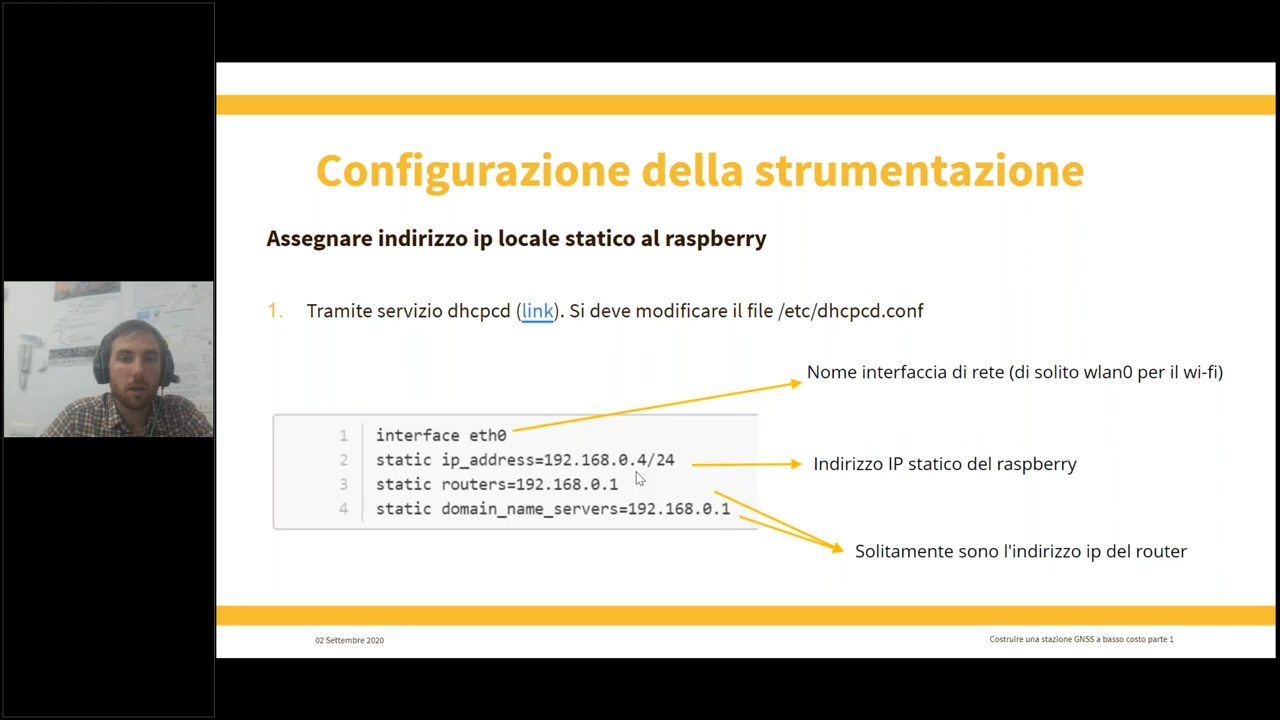 Configurazione della strumentazione
Assegnare indirizzo ip locale statico al raspberry
1. Tramite servizio dhcpcd (link). Si deve modificare il file /etc/dhcpcd.conf
Nome interfaccia di rete (di solito wlan0 per il wi-fi)
1 interface eth0
2 static ip_address=192.168.0.4/24
Indirizzo IP statico del raspberry
3 static routers=192.168.0.1
4 static domain_name_servers=192.168.0.1
Solitamente sono l'indirizzo ip del router
02 Settembre 2020
Costruire una stazione GNSS a basso costo parte 1